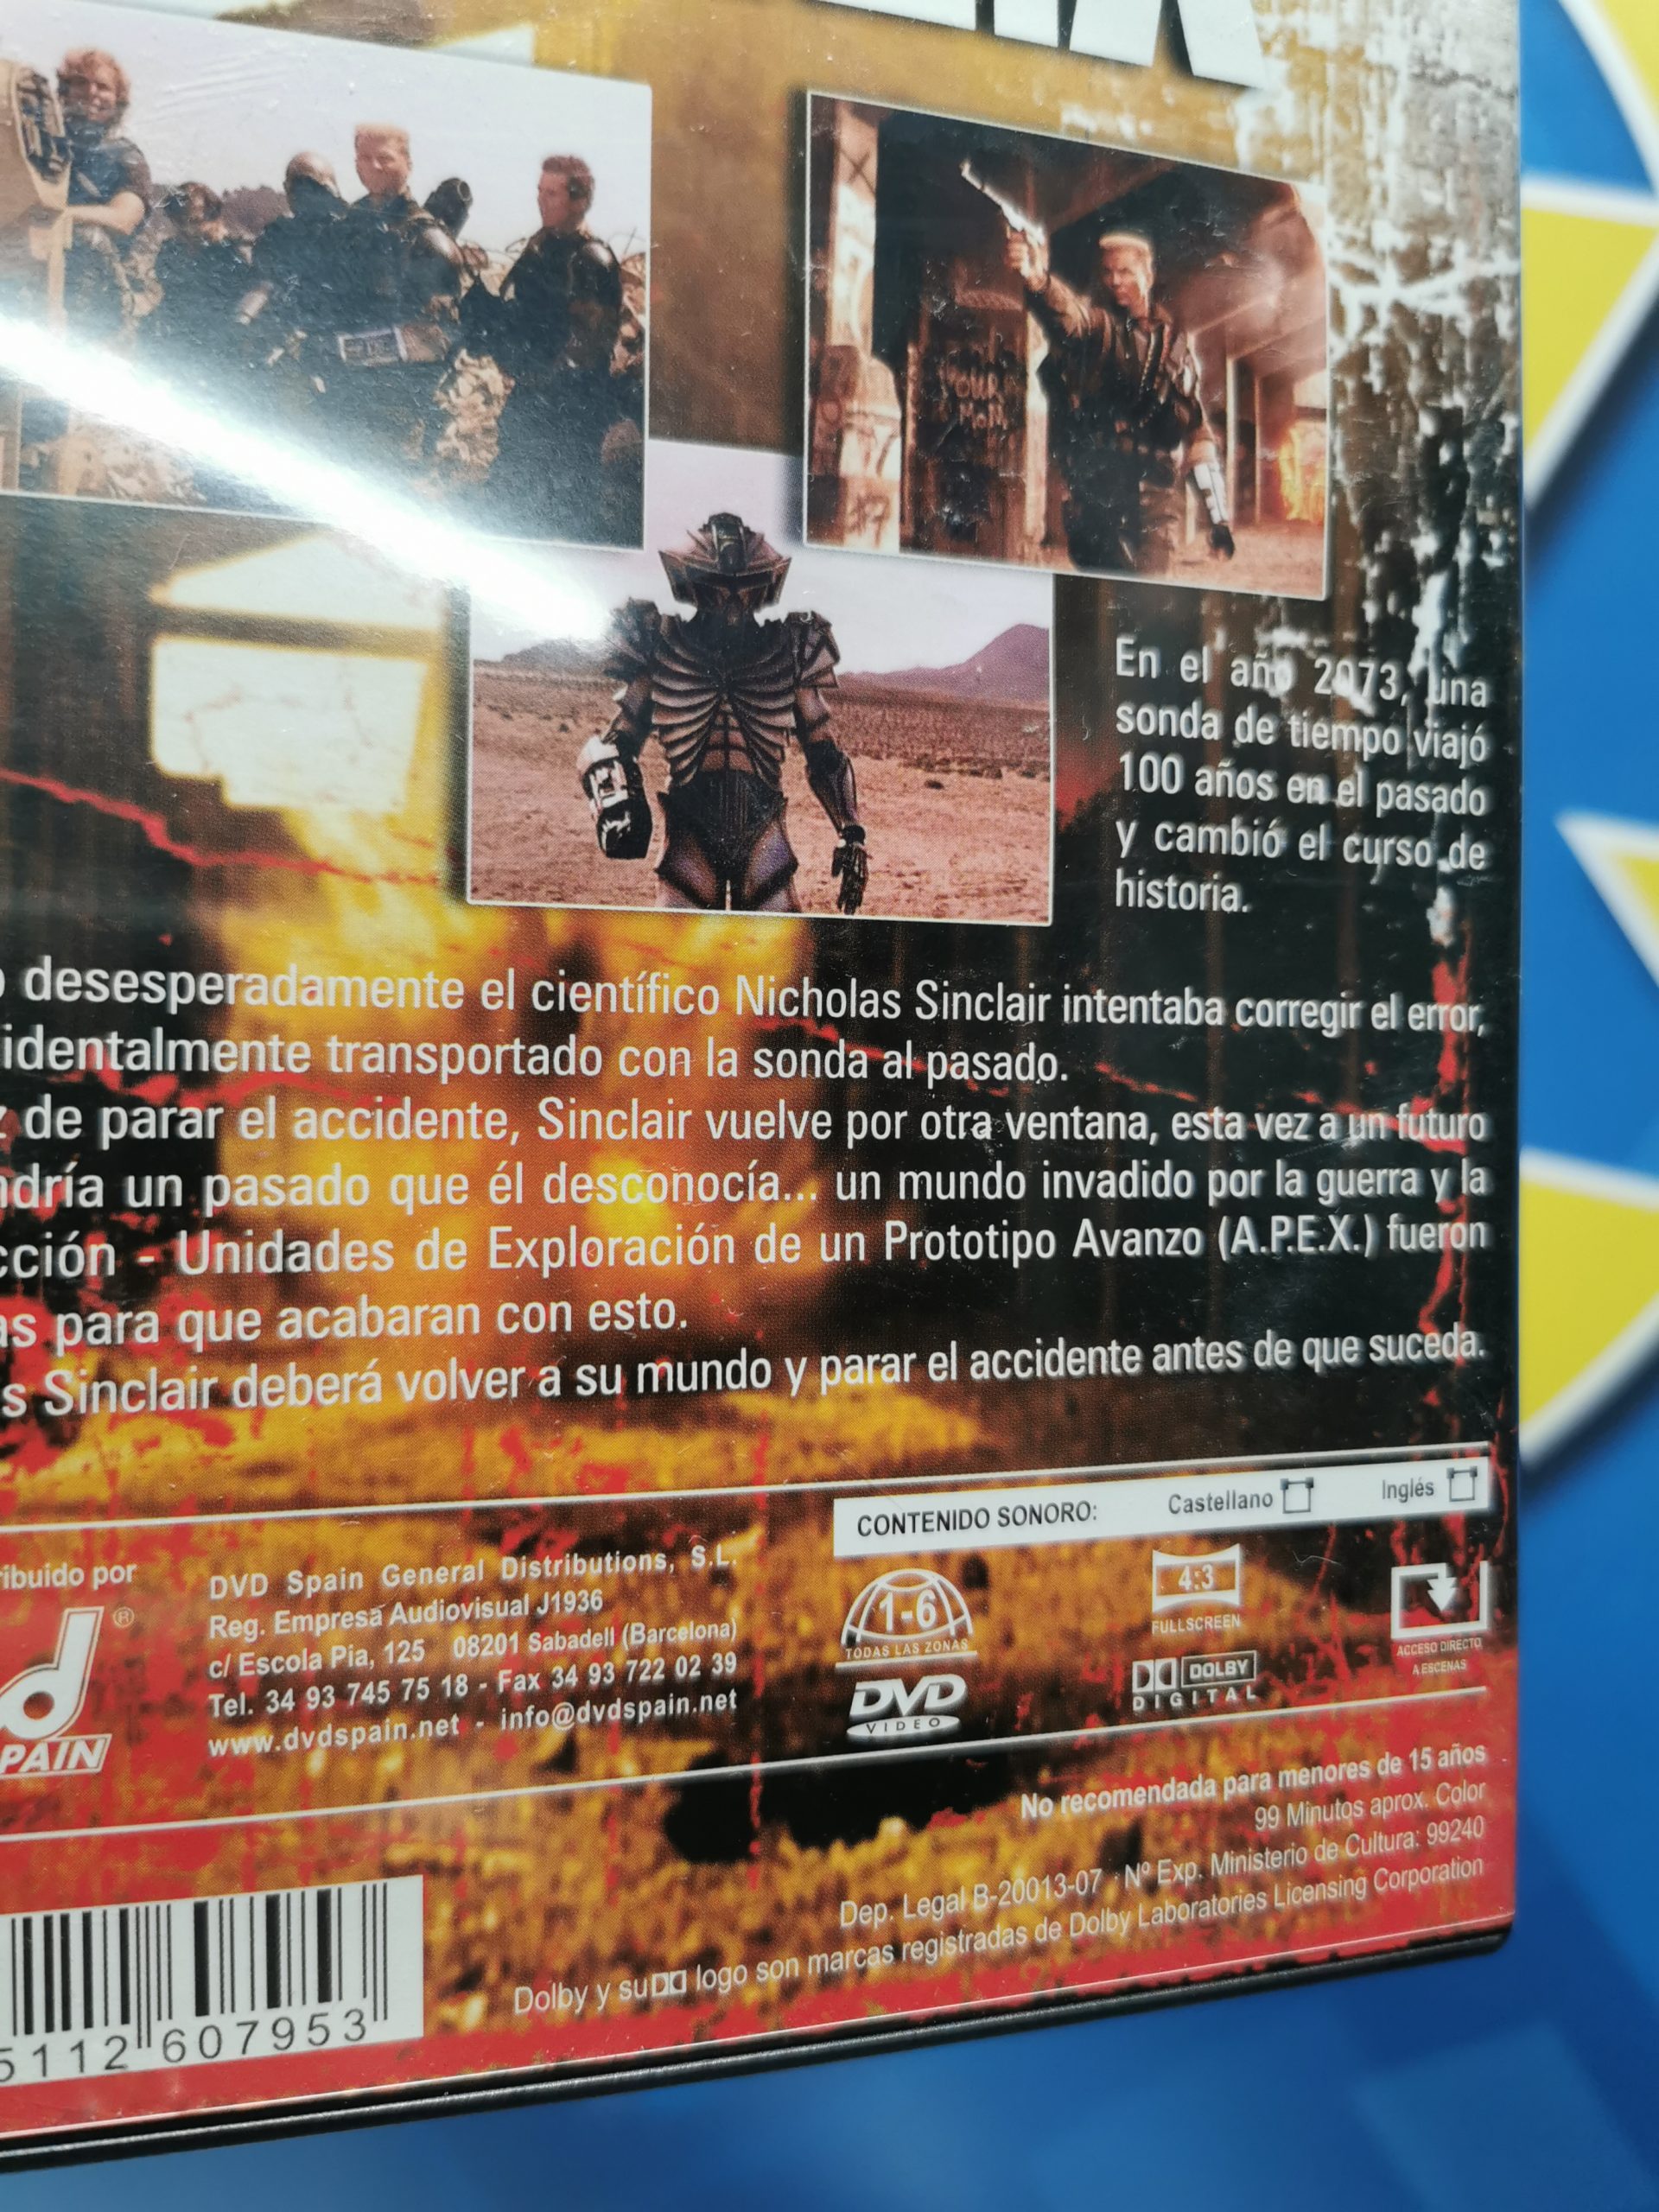 YOUR
MOM
En el año 2073, una
sonda de tiempo viajó
100 años en el pasado
y cambió el curso de
historia.
desesperadamente el científico Nicholas Sinclair intentaba corregir el error,
identalmente transportado con la sonda al pasado.
de parar el accidente, Sinclair vuelve por otra ventana, esta vez a un futuro
ndría un pasado que él desconocía... un mundo invadido por la guerra y la
cción - Unidades de Exploración de un Prototipo Avanzo (A.P.E.X.) fueron
as para que acabaran con esto.
s Sinclair deberá volver a su mundo y parar el accidente antes de que suceda.
CONTENIDO SONORO: Castellano Inglés
ribuido por
d®
PAIN
DVD Spain General Distributions, S.L.
Reg. Empresa Audiovisual J1936
c/ Escola Pia, 125 08201 Sabadell (Barcelona)
Tel. 34 93 745 75 18 - Fax 34 93 722 02 39
www.dvdspain.net - info@dvdspain.net
1-6
TODAS LAS ZONAS
DVD
VIDEO
4:3
FULLSCREEN
DOLBY
DIGITAL
ACCESO DIRECTO
A ESCENAS
No recomendada para menores de 15 años
99 Minutos aprox. Color
Dep. Legal B-20013-07 · Nº Exp. Ministerio de Cultura: 99240
Dolby y su logo son marcas registradas de Dolby Laboratories Licensing Corporation
5112 607953